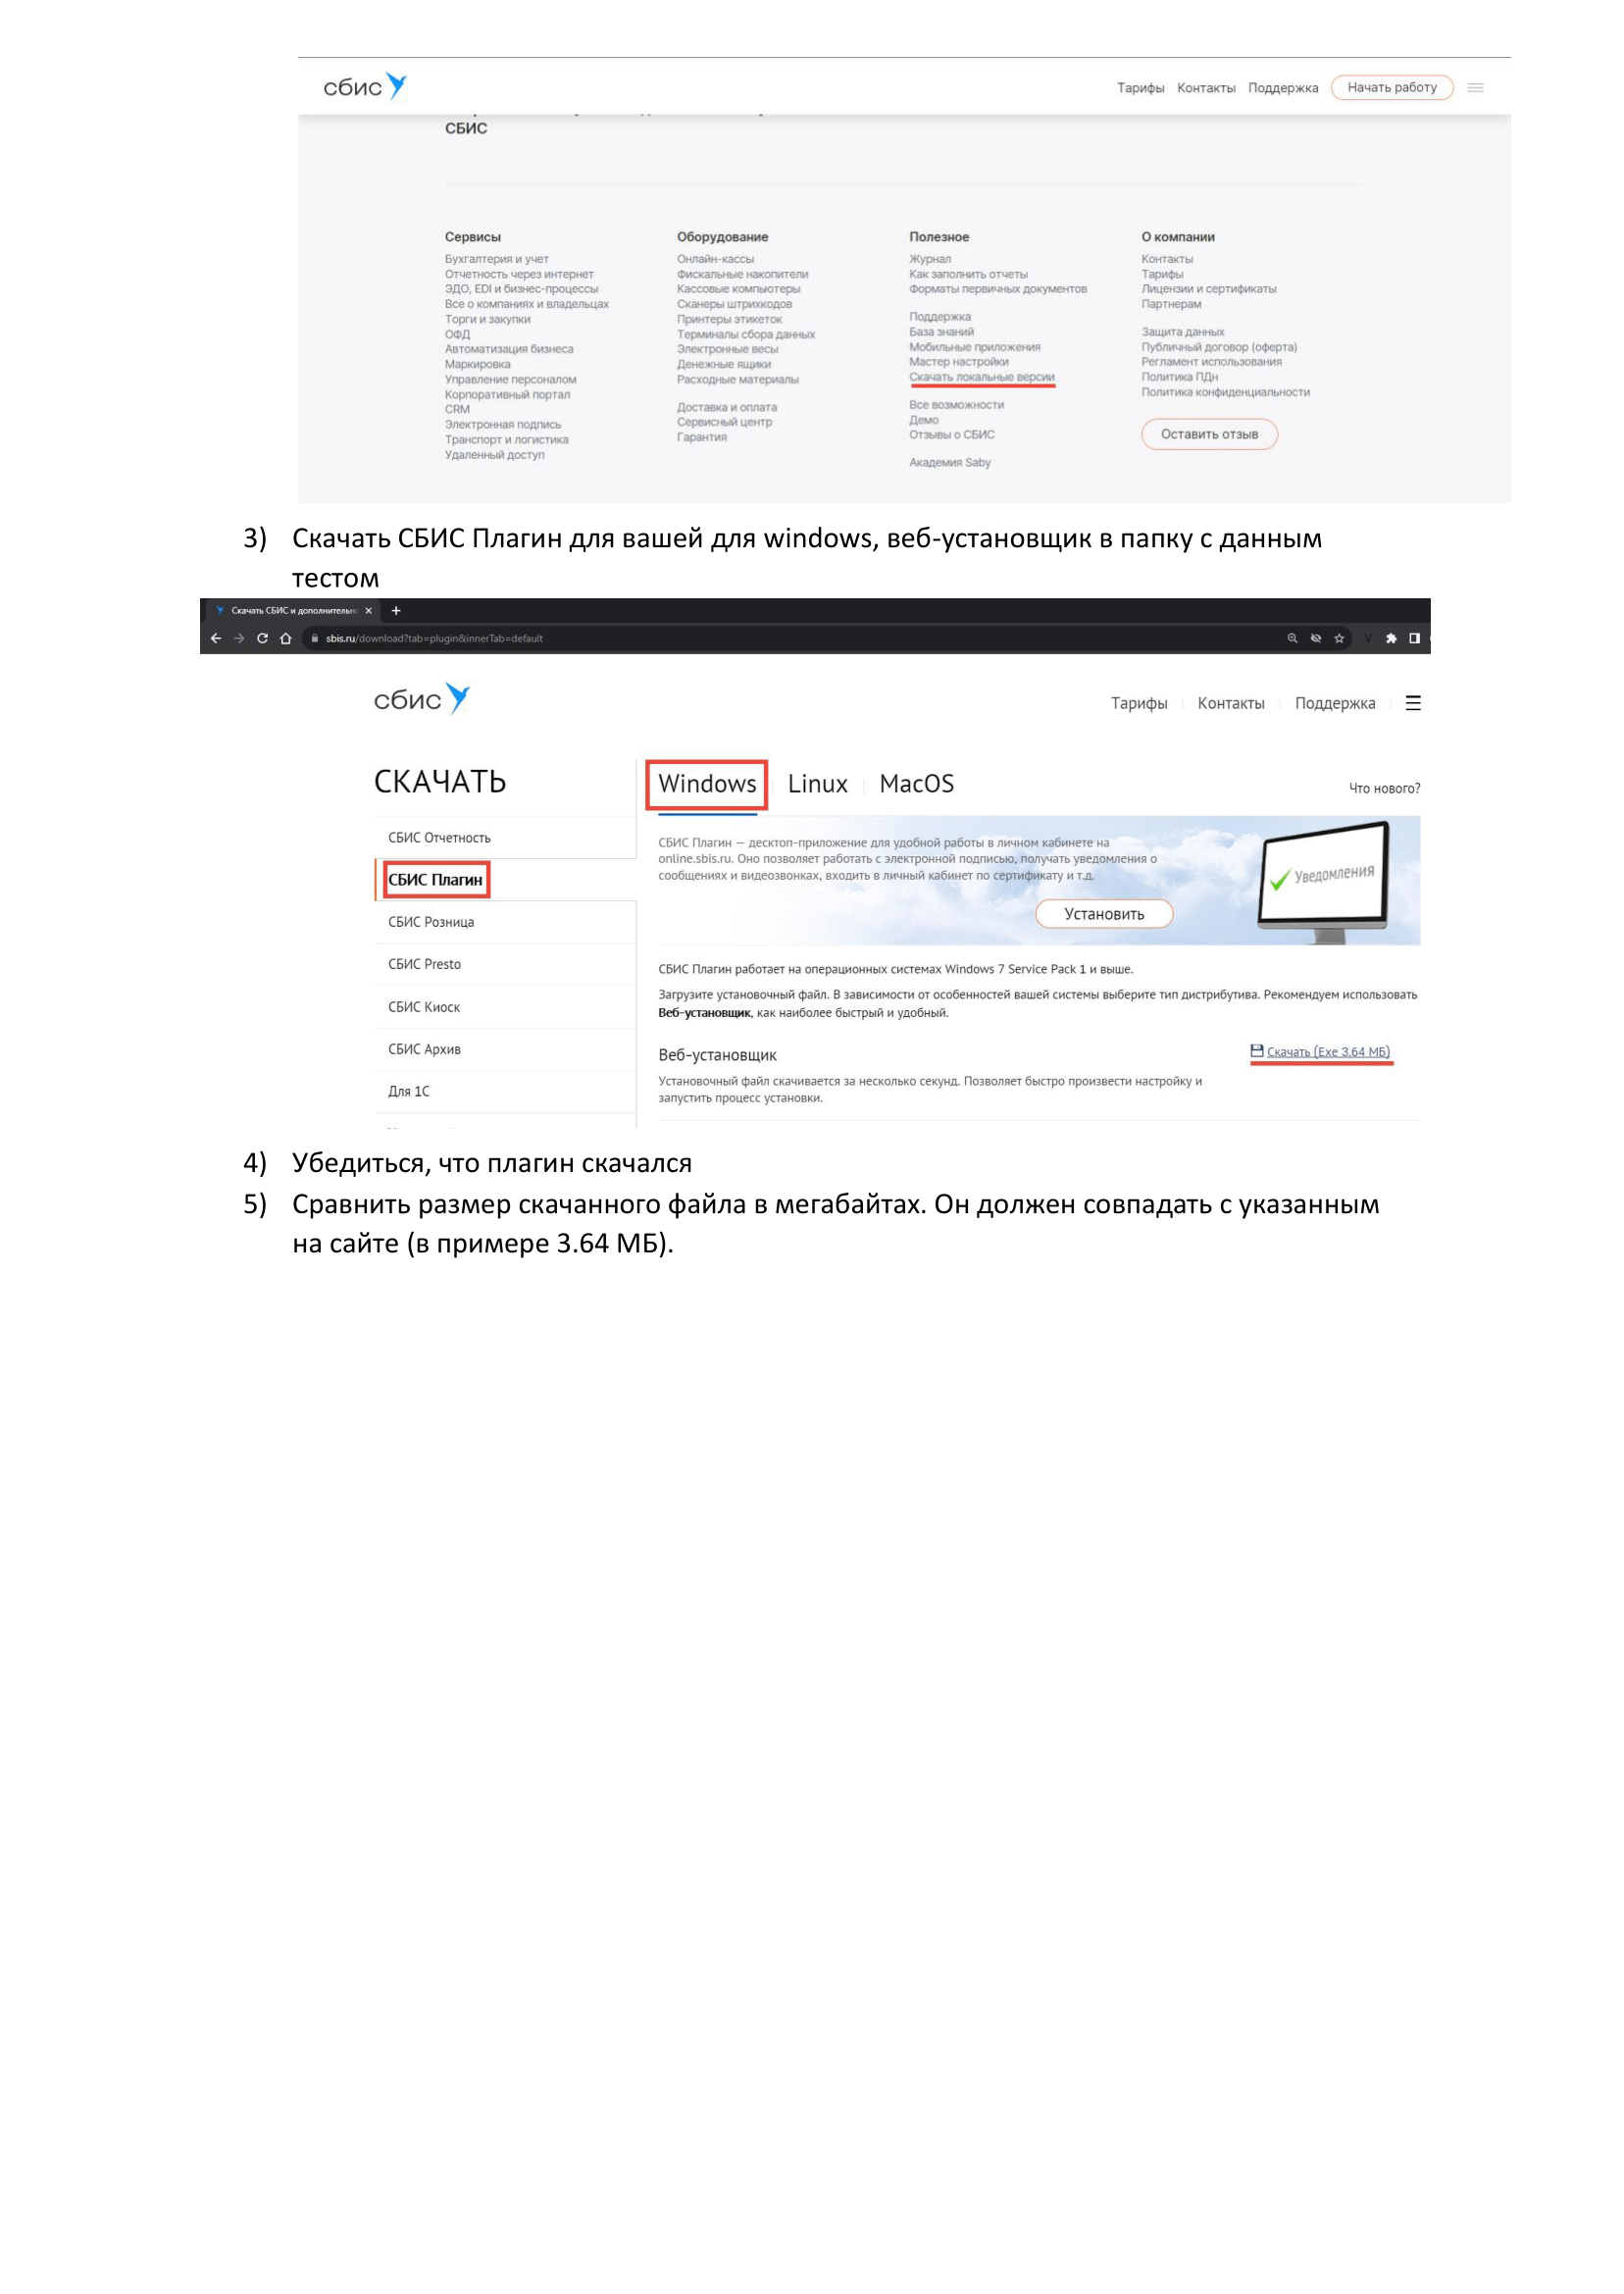 сбис
Тарифы Контакты Поддержка Начать работу
СБИС
Сервисы
Бухгалтерия и учет
Отчетность через интернет
ЭДО, EDI и бизнес-процессы
Все о компаниях и владельцах
Торги и закупки
ОФД
Автоматизация бизнеса
Маркировка
Управление персоналом
Корпоративный портал
CRM
Электронная подпись
Транспорт и логистика
Удаленный доступ
Оборудование
Онлайн-кассы
Фискальные накопители
Кассовые компьютеры
Сканеры штрихкодов
Принтеры этикеток
Терминалы сбора данных
Электронные весы
Денежные ящики
Расходные материалы
Доставка и оплата
Сервисный центр
Гарантия
Полезное
Журнал
Как заполнить отчеты
Форматы первичных документов
Поддержка
База знаний
Мобильные приложения
Мастер настройки
Скачать локальные версии
Все возможности
Демо
Отзывы о СБИС
Академия Saby
О компании
Контакты
Тарифы
Лицензии и сертификаты
Партнерам
Защита данных
Публичный договор (оферта)
Регламент использования
Политика ПДн
Политика конфиденциальности
Оставить отзыв
3) Скачать СБИС Плагин для вашей для windows, веб-установщик в папку с данным
тестом
Скачать СБИС и дополнительн
sbis.ru/download?tab=plugin&innerTab=default
сбис
Тарифы Контакты Поддержка
СКАЧАТЬ
СБИС Отчетность
СБИС Плагин
СБИС Розница
СБИС Presto
СБИС Киоск
СБИС Архив
Для 1С
Windows Linux MacOS
Что нового?
СБИС Плагин — десктоп-приложение для удобной работы в личном кабинете на
online.sbis.ru. Оно позволяет работать с электронной подписью, получать уведомления о
сообщениях и видеозвонках, входить в личный кабинет по сертификату и т.д.
Установить
Уведомления
СБИС Плагин работает на операционных системах Windows 7 Service Pack 1 и выше.
Загрузите установочный файл. В зависимости от особенностей вашей системы выберите тип дистрибутива. Рекомендуем использовать
Веб-установщик, как наиболее быстрый и удобный.
Веб-установщик
Скачать (Exe 3.64 МБ)
Установочный файл скачивается за несколько секунд. Позволяет быстро произвести настройку и
запустить процесс установки.
4) Убедиться, что плагин скачался
5) Сравнить размер скачанного файла в мегабайтах. Он должен совпадать с указанным
на сайте (в примере 3.64 МБ).